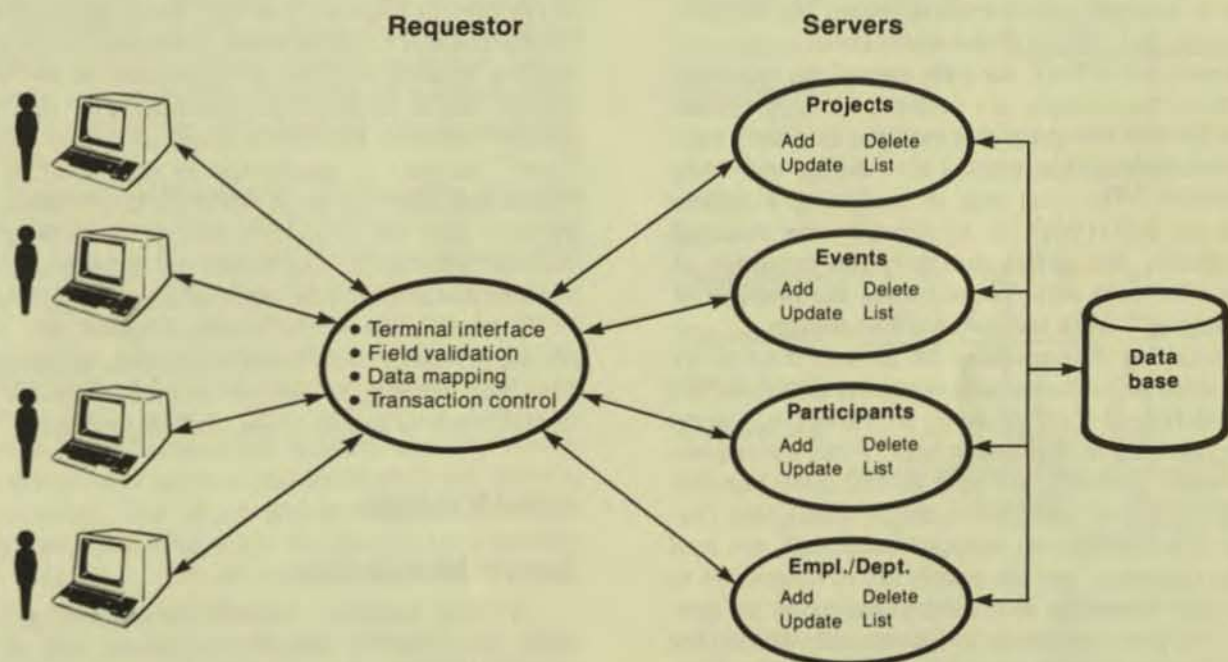 Requestor
Servers
Projects
Add Delete
Update List
Events
Add Delete
Update List
• Terminal interface
• Field validation
• Data mapping
• Transaction control
Data
base
Participants
Add Delete
Update List
Empl./Dept.
Add Delete
Update List